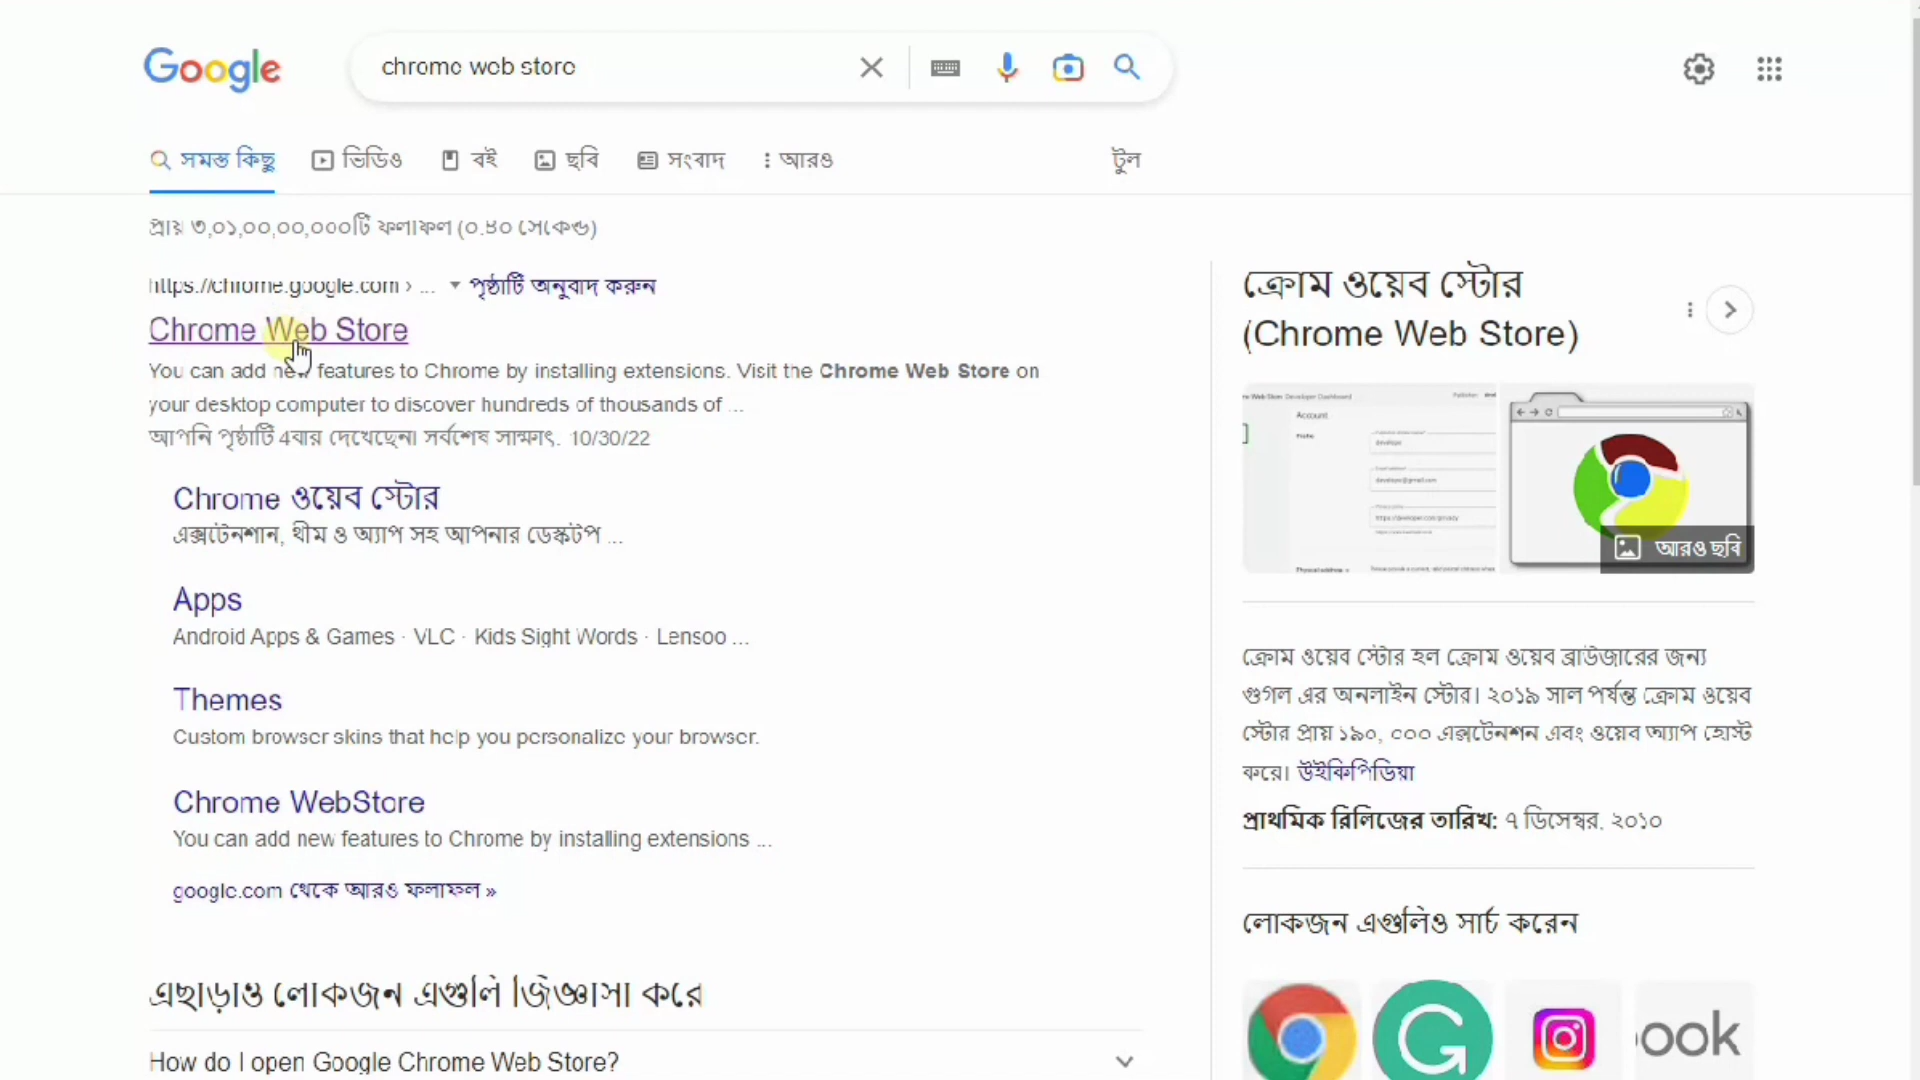 Google
chrome web store
সমস্ত কিছু
ভিডিও
বই
ছবি
সংবাদ
আরও
টুল
প্রায় ৩,০১,০০,০০,০০০টি ফলাফল (০.৪০ সেকেন্ড)
https://chrome.google.com › ... পৃষ্ঠাটি অনুবাদ করুন
Chrome Web Store
You can add new features to Chrome by installing extensions. Visit the Chrome Web Store on
your desktop computer to discover hundreds of thousands of ...
আপনি পৃষ্ঠাটি 4বার দেখেছেন। সর্বশেষ সাক্ষাৎ. 10/30/22
Chrome ওয়েব স্টোর
এক্সটেনশান, থীম ও অ্যাপ সহ আপনার ডেস্কটপ ...
Apps
Android Apps & Games · VLC · Kids Sight Words · Lensoo ...
Themes
Custom browser skins that help you personalize your browser.
Chrome WebStore
You can add new features to Chrome by installing extensions ...
google.com থেকে আরও ফলাফল »
এছাড়াও লোকজন এগুলি জিজ্ঞাসা করে
How do I open Google Chrome Web Store?
ক্রোম ওয়েব স্টোর
(Chrome Web Store)
Account
আরও ছবি
ক্রোম ওয়েব স্টোর হল ক্রোম ওয়েব ব্রাউজারের জন্য
গুগল এর অনলাইন স্টোর। ২০১৯ সাল পর্যন্ত ক্রোম ওয়েব
স্টোর প্রায় ১৯০, ০০০ এক্সটেনশন এবং ওয়েব অ্যাপ হোস্ট
করে। উইকিপিডিয়া
প্রাথমিক রিলিজের তারিখ: ৭ ডিসেম্বর, ২০১০
লোকজন এগুলিও সার্চ করেন
ook